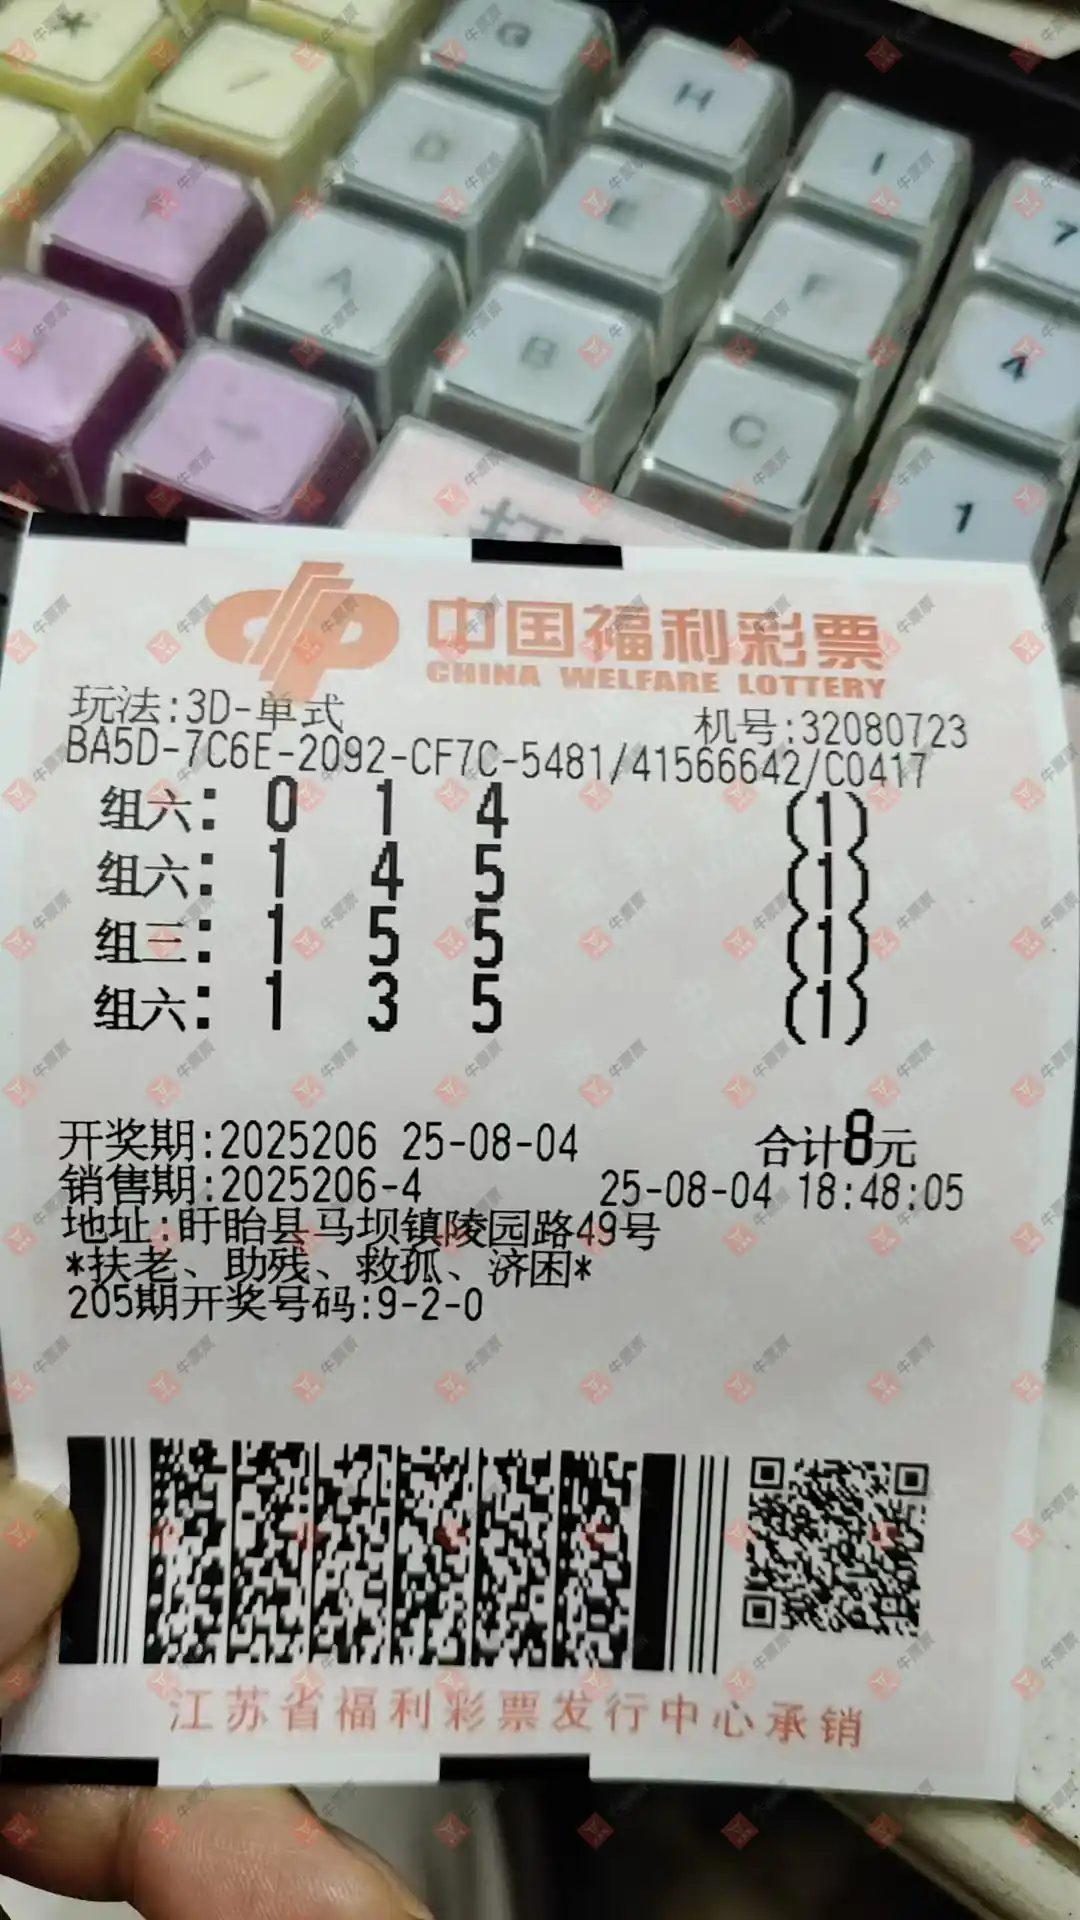 G
H
I
7
D
E
F
4
A
B
C
1
中国福利彩票
CHINA WELFARE LOTTERY
玩法:3D-单式 机号:32080723
BA5D-7C6E-2092-CF7C-5481/41566642/C0417
组六: 0 1 4 (1)
组六: 1 4 5 (1)
组三: 1 5 5 (1)
组六: 1 3 5 (1)
开奖期:2025206 25-08-04 合计8元
销售期:2025206-4 25-08-04 18:48:05
地址:盱眙县马坝镇陵园路49号
*扶老、助残、救孤、济困*
205期开奖号码:9-2-0
江苏省福利彩票发行中心承销
牛票票